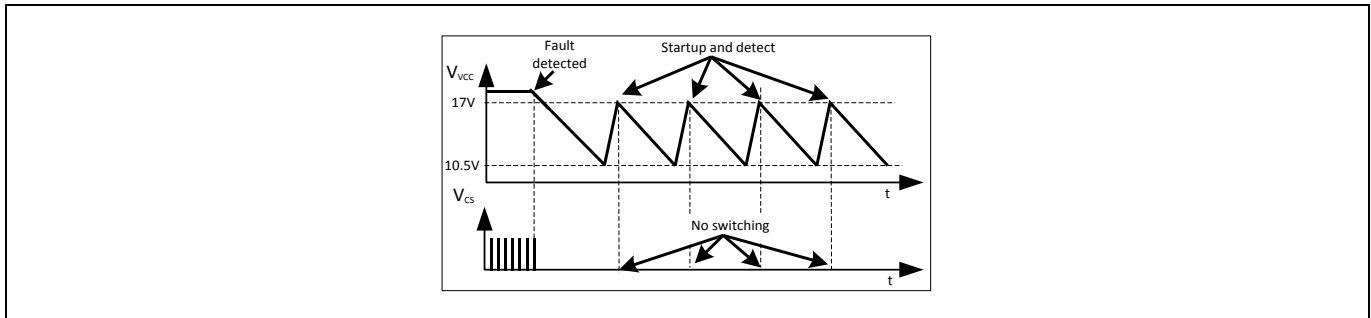 Fault
detected
Startup and detect
VVCC
17V
10.5V
t
VCS
No switching
t